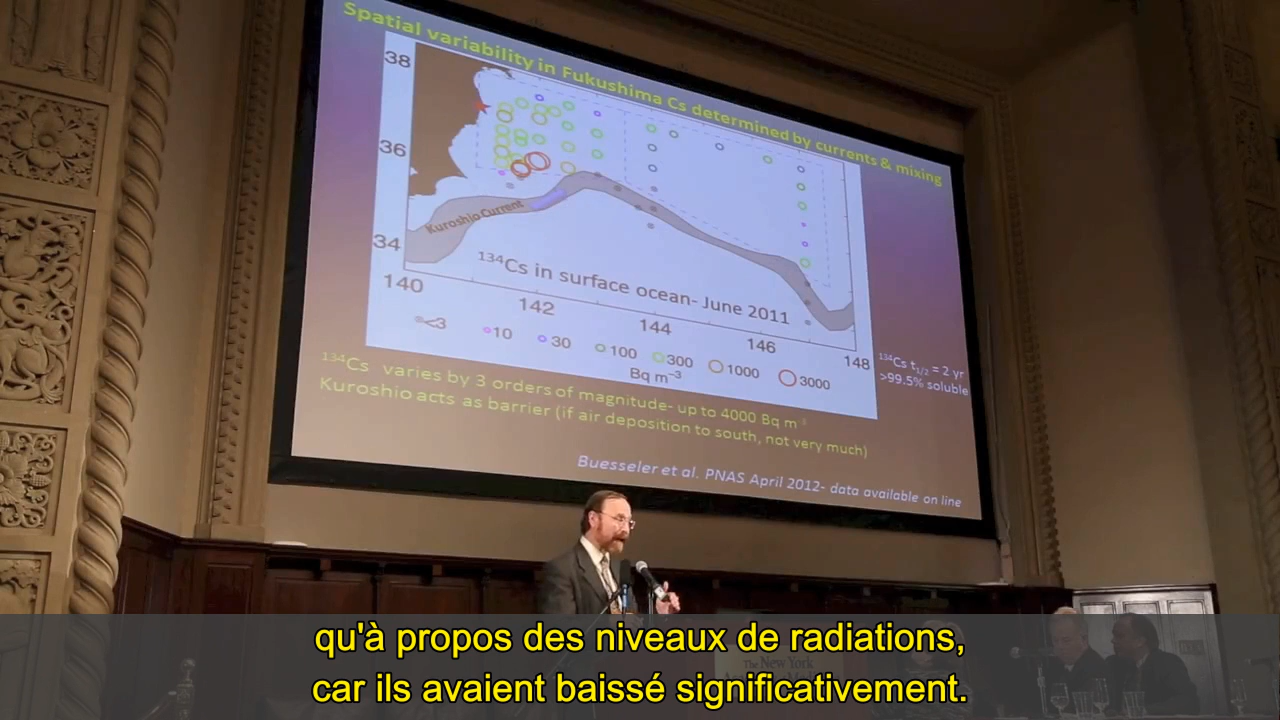 Spatial variability in Fukushima Cs determined by currents & mixing
38
36
34
Kuroshio Current
¹³⁴Cs in surface ocean- June 2011
140
142
144
146
148
<3
10
30
100
300
1000
3000
Bq m⁻³
¹³⁴Cs t₁/₂ = 2 yr
>99.5% soluble
¹³⁴Cs varies by 3 orders of magnitude- up to 4000 Bq m⁻³
Kuroshio acts as barrier (if air deposition to south, not very much)
Buesseler et al. PNAS April 2012- data available on line
The New York
qu'à propos des niveaux de radiations,
car ils avaient baissé significativement.